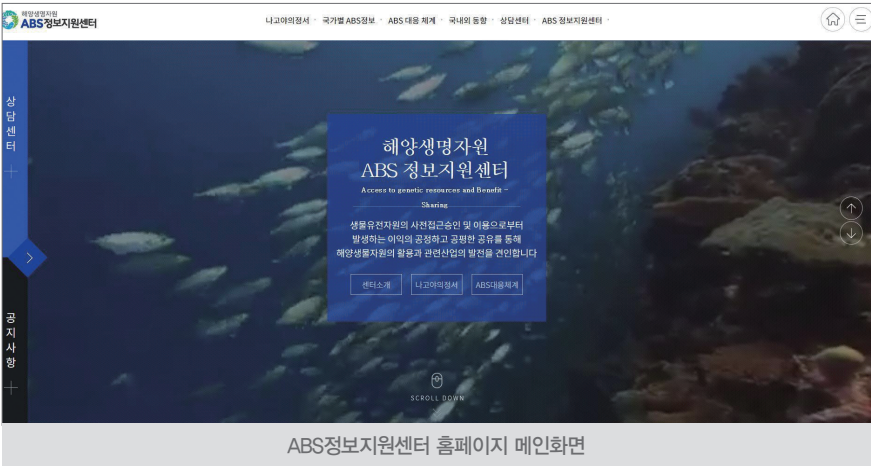 해양생명자원
ABS정보지원센터
나고야의정서 국가별 ABS정보 ABS 대응 체계 국내외 동향 상담센터 ABS 정보지원센터
상담센터
해양생명자원
ABS 정보지원센터
Access to genetic resources and Benefit –
Sharing
생물유전자원의 사전접근승인 및 이용으로부터
발생하는 이익의 공정하고 공평한 공유를 통해
해양생물자원의 활용과 관련산업의 발전을 견인합니다
센터소개 나고야의정서 ABS대응체계
공지사항
SCROLL DOWN
ABS정보지원센터 홈페이지 메인화면